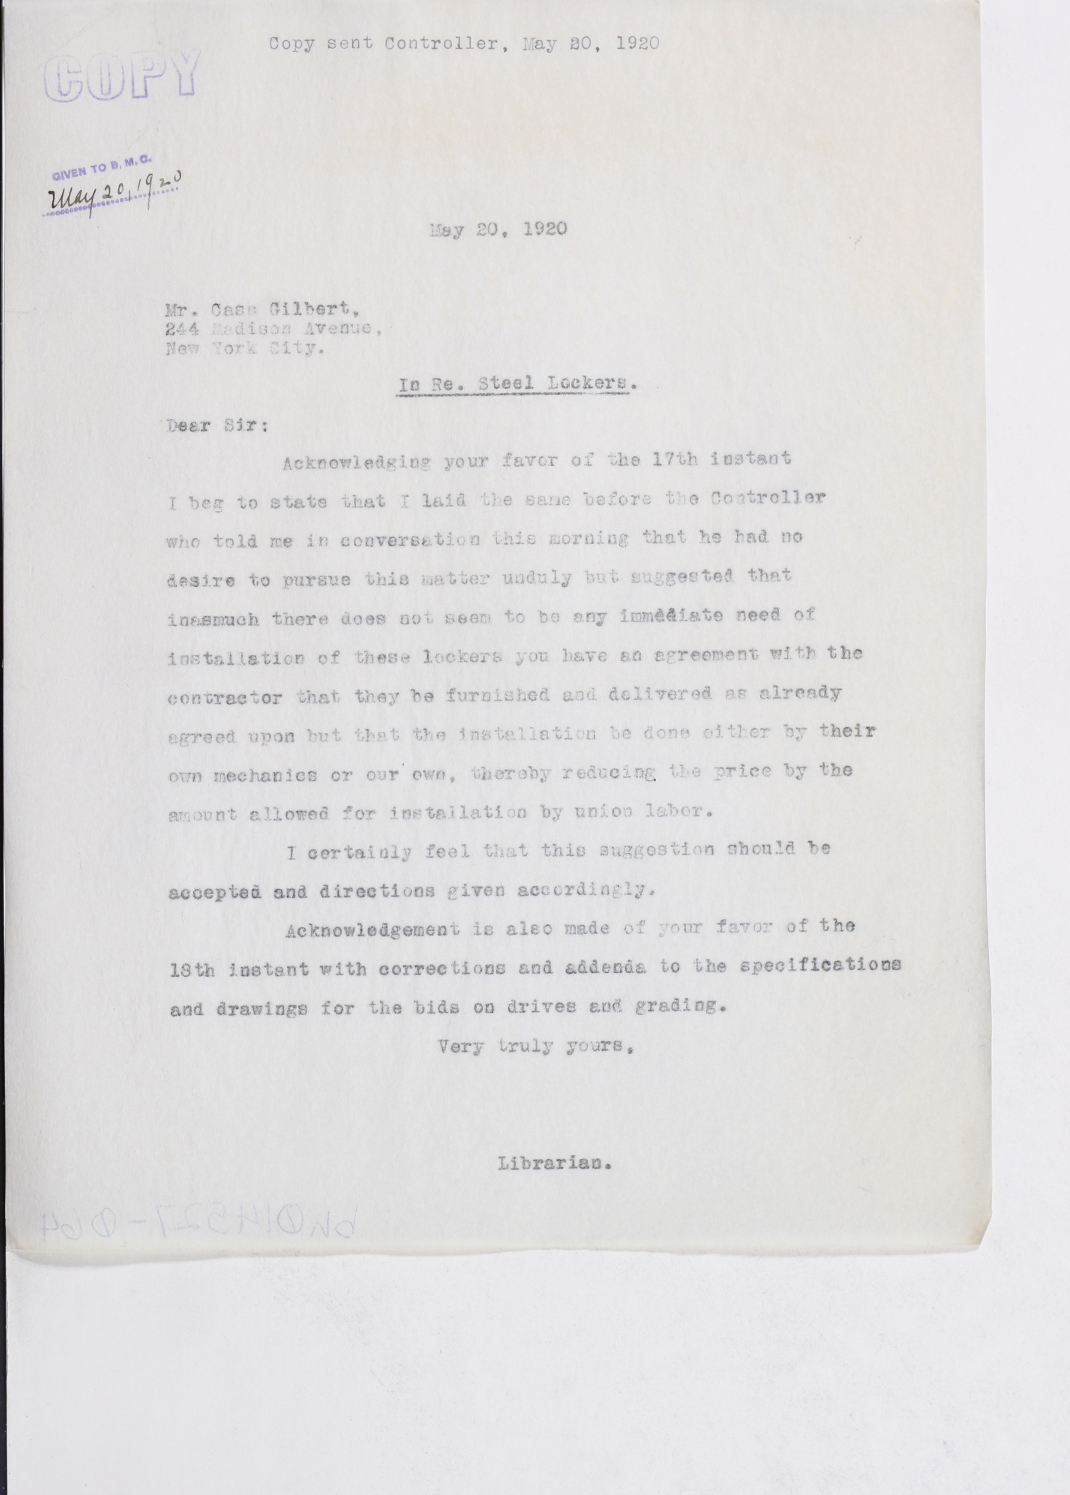 Copy sent Controller, May 20, 1920
COPY
GIVEN TO B. M. C.
May 20, 1920
May 20, 1920
Mr. Cass Gilbert,
244 Madison Avenue,
New York City.
In Re. Steel Lockers.
Dear Sir:
Acknowledging your favor of the 17th instant
I beg to state that I laid the same before the Controller
who told me in conversation this morning that he had no
desire to pursue this matter unduly but suggested that
inasmuch there does not seem to be any immediate need of
installation of these lockers you have an agreement with the
contractor that they be furnished and delivered as already
agreed upon but that the installation be done either by their
own mechanics or our own, thereby reducing the price by the
amount allowed for installation by union labor.
I certainly feel that this suggestion should be
accepted and directions given accordingly.
Acknowledgement is also made of your favor of the
18th instant with corrections and addenda to the specifications
and drawings for the bids on drives and grading.
Very truly yours,
Librarian.